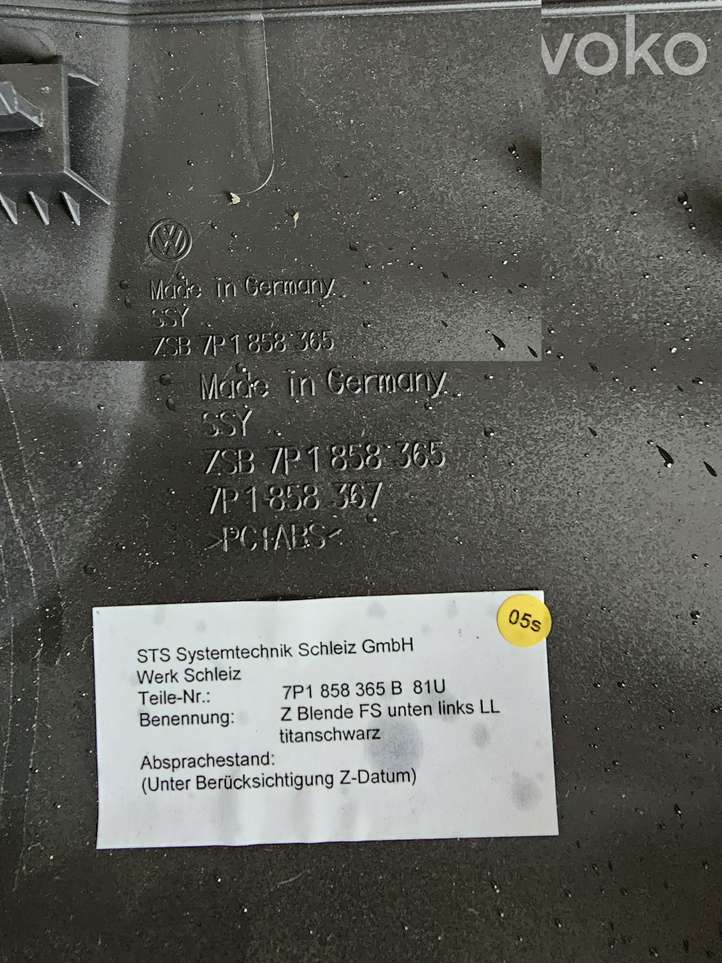 voko
Made in Germany
SSY
ZSB 7P1 858 365
Made in Germany
SSY
ZSB 7P1 858 365
7P1 858 367
>PC+ABS<
05s
STS Systemtechnik Schleiz GmbH
Werk Schleiz
Teile-Nr.: 7P1 858 365 B 81U
Benennung: Z Blende FS unten links LL
titanschwarz
Absprachestand:
(Unter Berücksichtigung Z-Datum)